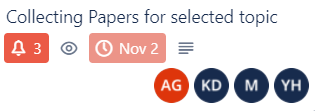 Collecting Papers for selected topic
3 Nov 2
AG KD M YH